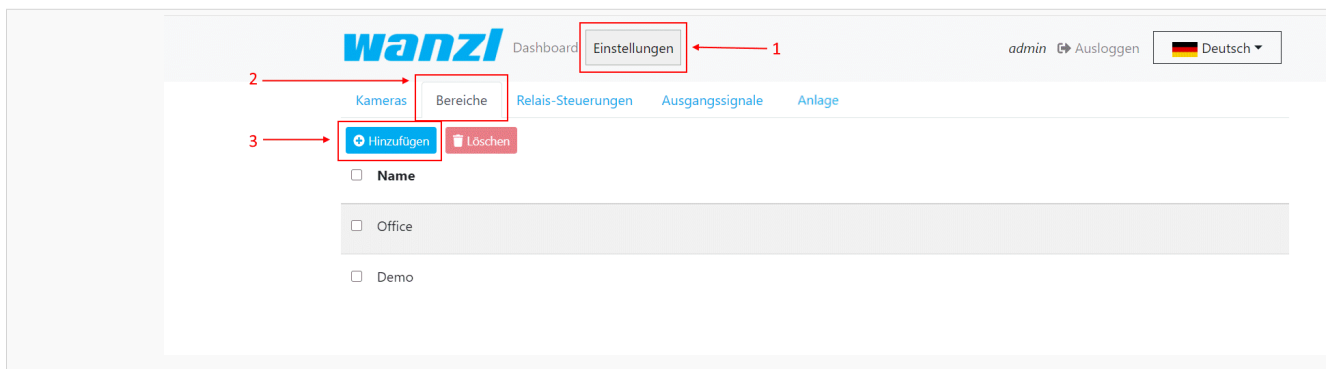 wanzl Dashboard Einstellungen 1 admin Ausloggen Deutsch
2
Kameras Bereiche Relais-Steuerungen Ausgangssignale Anlage
3 Hinzufügen Löschen
Name
Office
Demo